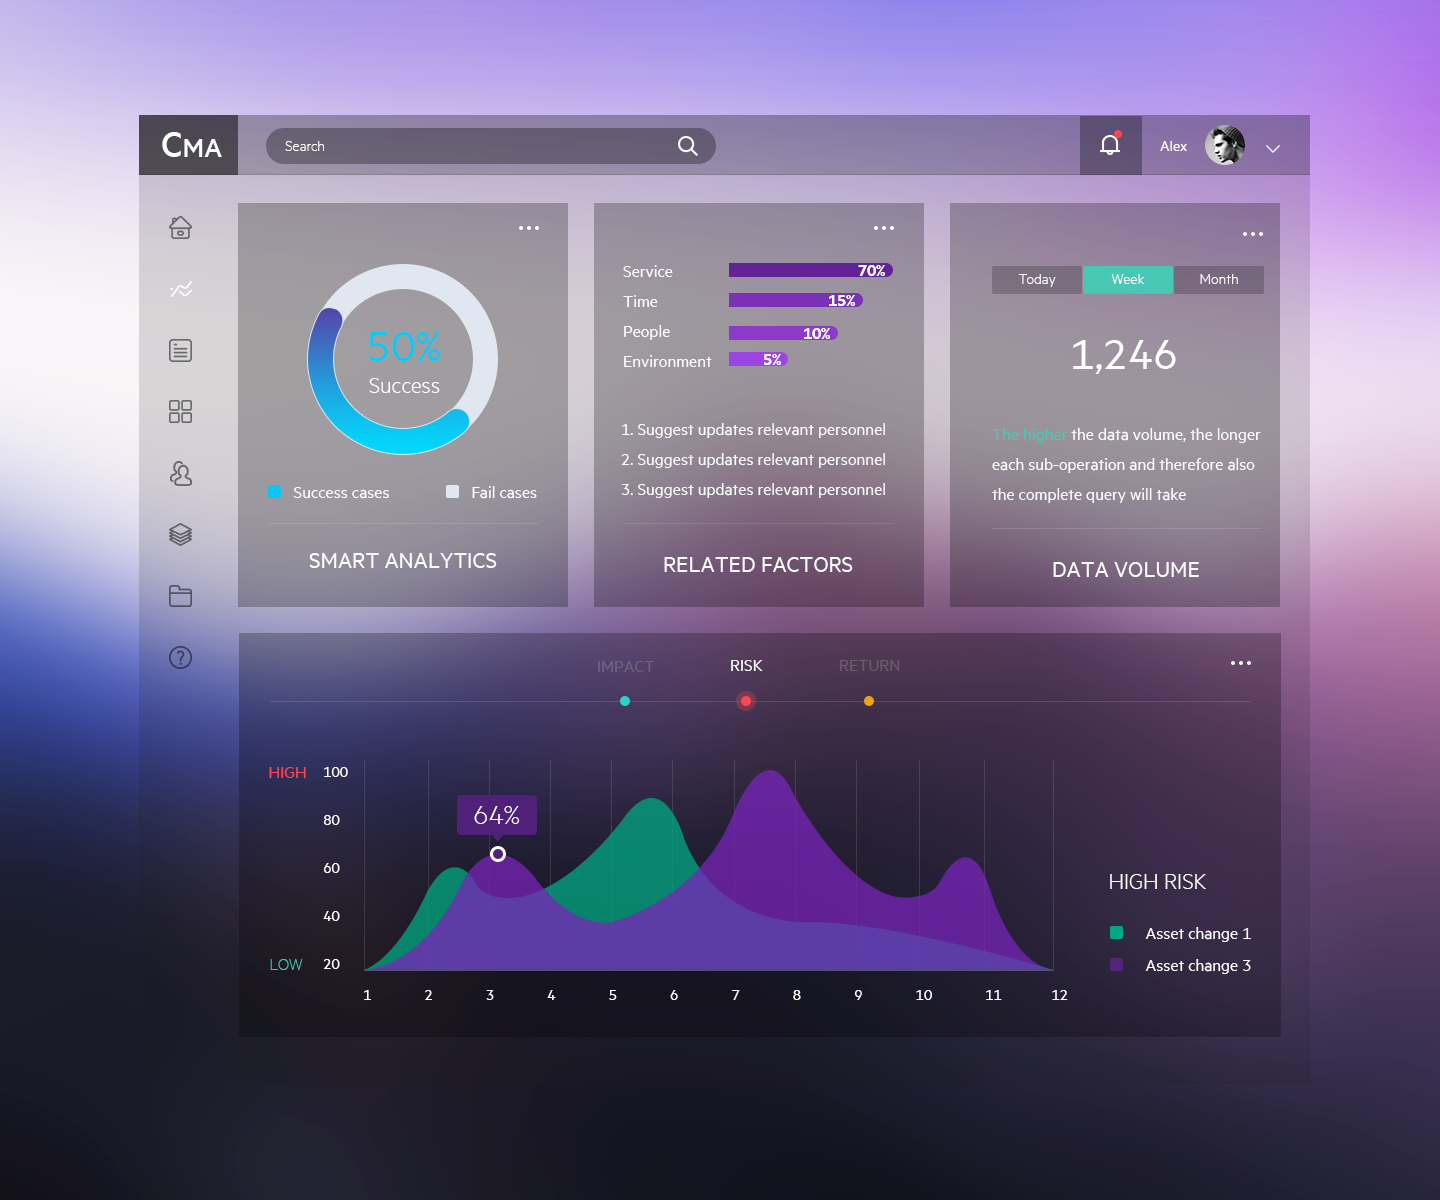 CMA
Search
Alex
50%
Success
Success cases
Fail cases
SMART ANALYTICS
Service 70%
Time 15%
People 10%
Environment 5%
1. Suggest updates relevant personnel
2. Suggest updates relevant personnel
3. Suggest updates relevant personnel
RELATED FACTORS
Today Week Month
1,246
The higher the data volume, the longer
each sub-operation and therefore also
the complete query will take
DATA VOLUME
IMPACT RISK RETURN
HIGH 100
80
64%
60
40
LOW 20
1 2 3 4 5 6 7 8 9 10 11 12
HIGH RISK
Asset change 1
Asset change 3